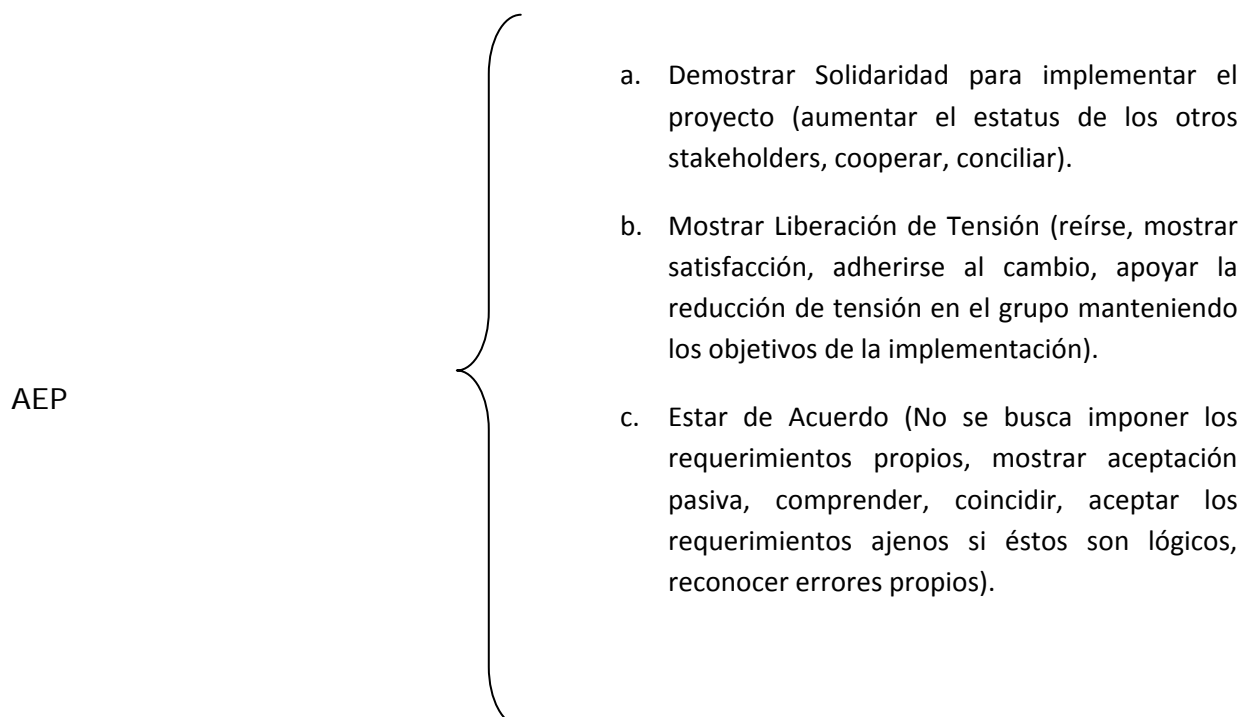 a. Demostrar Solidaridad para implementar el
proyecto (aumentar el estatus de los otros
stakeholders, cooperar, conciliar).
b. Mostrar Liberación de Tensión (reírse, mostrar
satisfacción, adherirse al cambio, apoyar la
reducción de tensión en el grupo manteniendo
los objetivos de la implementación).
AEP
c. Estar de Acuerdo (No se busca imponer los
requerimientos propios, mostrar aceptación
pasiva, comprender, coincidir, aceptar los
requerimientos ajenos si éstos son lógicos,
reconocer errores propios).